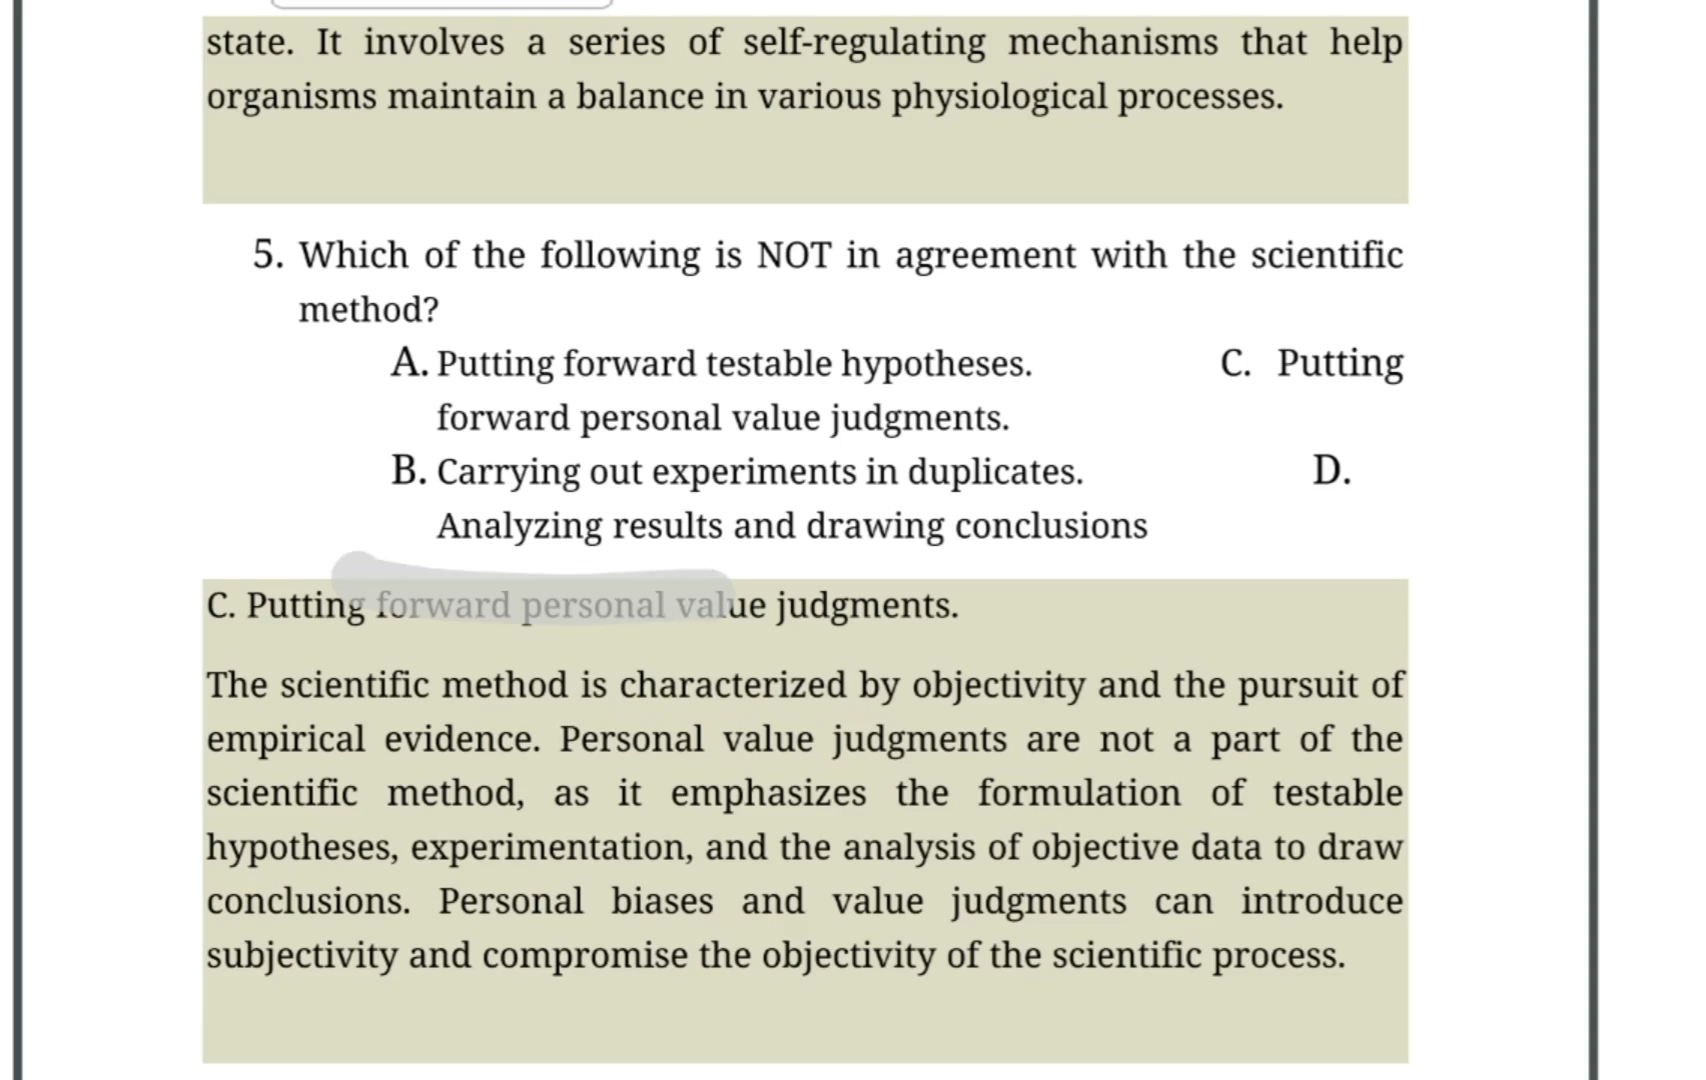 state. It involves a series of self-regulating mechanisms that help
organisms maintain a balance in various physiological processes.
5. Which of the following is NOT in agreement with the scientific
method?
A. Putting forward testable hypotheses. C. Putting
forward personal value judgments.
B. Carrying out experiments in duplicates. D.
Analyzing results and drawing conclusions
C. Putting forward personal value judgments.
The scientific method is characterized by objectivity and the pursuit of
empirical evidence. Personal value judgments are not a part of the
scientific method, as it emphasizes the formulation of testable
hypotheses, experimentation, and the analysis of objective data to draw
conclusions. Personal biases and value judgments can introduce
subjectivity and compromise the objectivity of the scientific process.